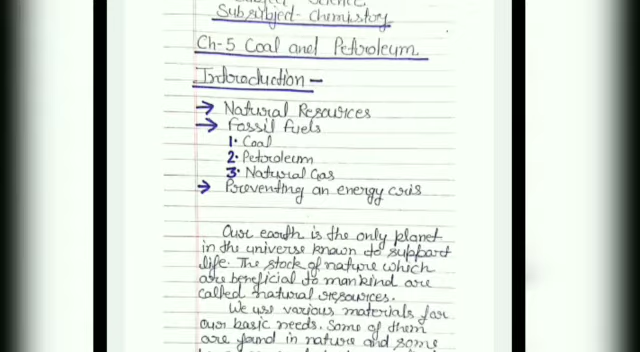 Subject Science
Subsubject- Chemistry
Ch-5 Coal and Petroleum
Introduction -
→ Natural Resources
→ Fossil fuels
1. Coal
2. Petroleum
3. Natural Gas
→ Preventing an energy cris
Our earth is the only planet
in the universe known to support
life. The stock of nature which
are beneficial to mankind are
called natural resources.
We use various materials for
our basic needs. Some of them
are found in nature and some